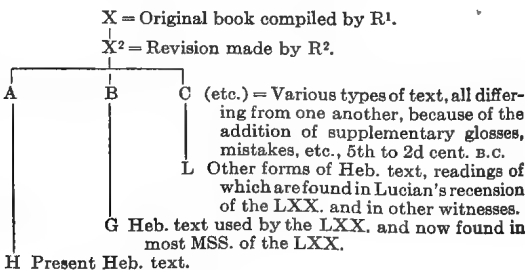 X = Original book compiled by R¹.
X² = Revision made by R².
A B C (etc.) = Various types of text, all differ-
ing from one another, because of the
addition of supplementary glosses,
mistakes, etc., 5th to 2d cent. B.C.
L Other forms of Heb. text, readings of
which are found in Lucian's recension
of the LXX. and in other witnesses.
G Heb. text used by the LXX. and now found in
most MSS. of the LXX.
H Present Heb. text.